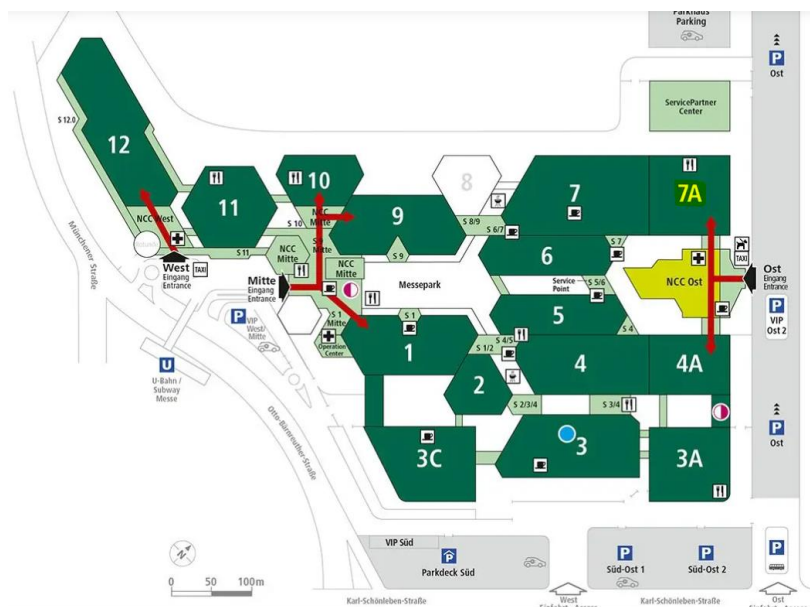 Parkhaus
Parking
P
Ost
ServicePartner
Center
S 12.0
12
11
10
9
8
7
7A
NCC West
NCC
Mitte
S 10
S 8/9
S 6/7
S 7
6
S 11
NCC
Mitte
S 9
NCC
Mitte
West
Eingang
Entrance
TAXI
Mitte
Eingang
Entrance
Messepark
Service
Point
S 5/6
NCC Ost
TAXI
Ost
Eingang
Entrance
P
VIP
Ost 2
Münchener Straße
P
VIP
West/
Mitte
S 1
Mitte
S 1
5
S 4
Operation
Center
1
S 1/2
S 4/5
4
4A
U
U-Bahn /
Subway
Messe
2
S 2/3/4
S 3/4
P
Ost
Otto-Bärnreuther-Straße
3C
3
3A
N
0 50 100m
VIP Süd
P
Parkdeck Süd
P
Süd-Ost 1
P
Süd-Ost 2
P
Karl-Schönleben-Straße
West
Karl-Schönleben-Straße
Ost